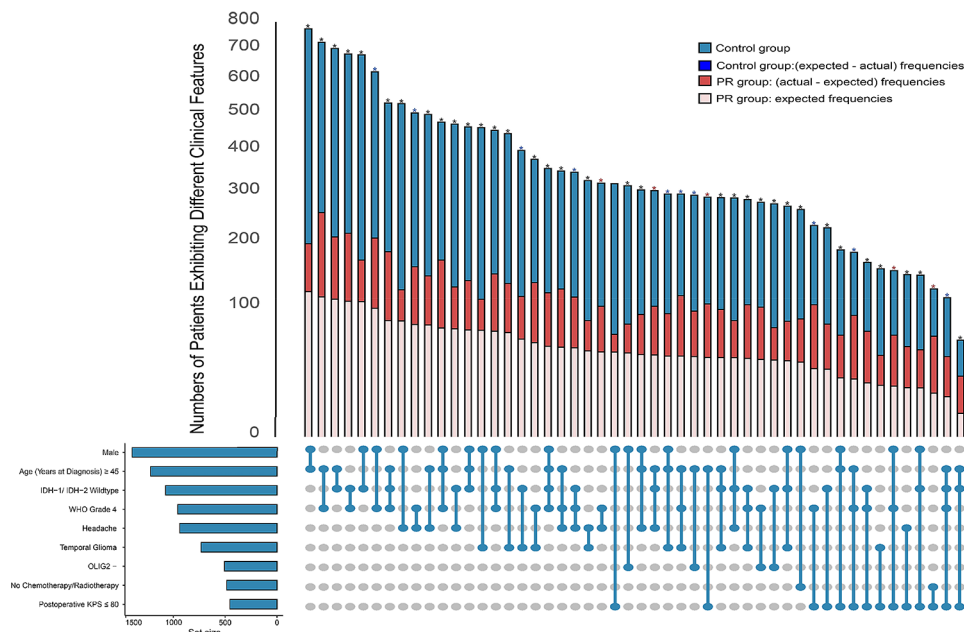 Numbers of Patients Exhibiting Different Clinical Features
800
700
600
500
400
300
200
100
0
Control group
Control group:(expected - actual) frequencies
PR group: (actual - expected) frequencies
PR group: expected frequencies
Male
Age (Years at Diagnosis) ≥ 45
IDH−1/ IDH−2 Wildtype
WHO Grade 4
Headache
Temporal Glioma
OLIG2 −
No Chemotherapy/Radiotherapy
Postoperative KPS ≤ 80
1500 1000 500 0
Set size